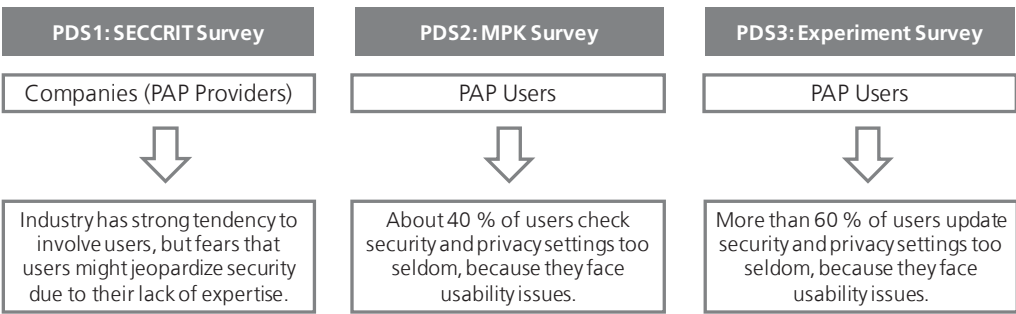 PDS1: SECCRIT Survey
Companies (PAP Providers)
Industry has strong tendency to
involve users, but fears that
users might jeopardize security
due to their lack of expertise.
PDS2: MPK Survey
PAP Users
About 40 % of users check
security and privacy settings too
seldom, because they face
usability issues.
PDS3: Experiment Survey
PAP Users
More than 60 % of users update
security and privacy settings too
seldom, because they face
usability issues.